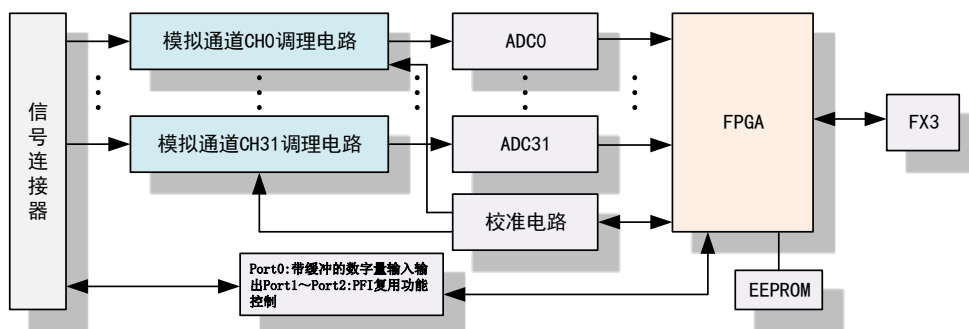 信号连接器
模拟通道CH0调理电路
ADC0
模拟通道CH31调理电路
ADC31
校准电路
FPGA
FX3
Port0:带缓冲的数字量输入输
出Port1～Port2:PFI复用功能
控制
EEPROM